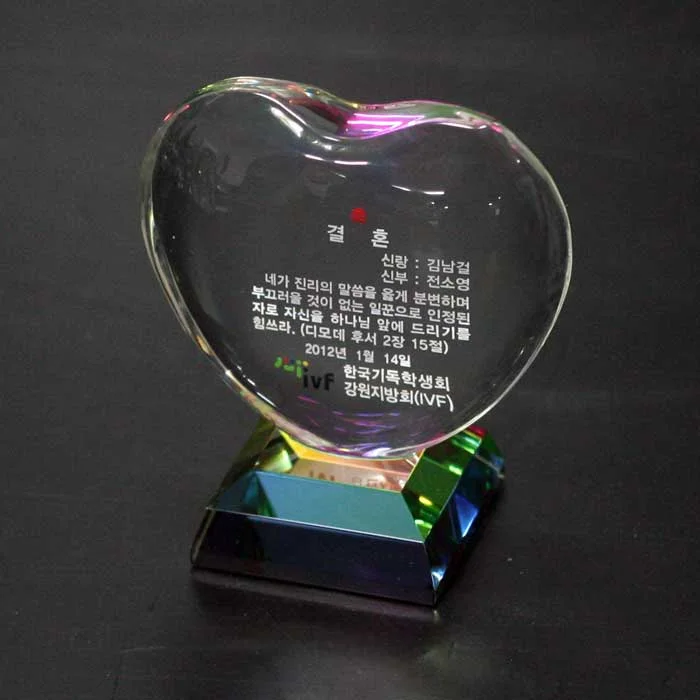 결 혼
신랑 : 김남걸
신부 : 전소영
네가 진리의 말씀을 옳게 분변하며
부끄러울 것이 없는 일꾼으로 인정된
자로 자신을 하나님 앞에 드리기를
힘쓰라. (디모데 후서 2장 15절)
2012년 1월 14일
ivf 한국기독학생회
강원지방회(IVF)